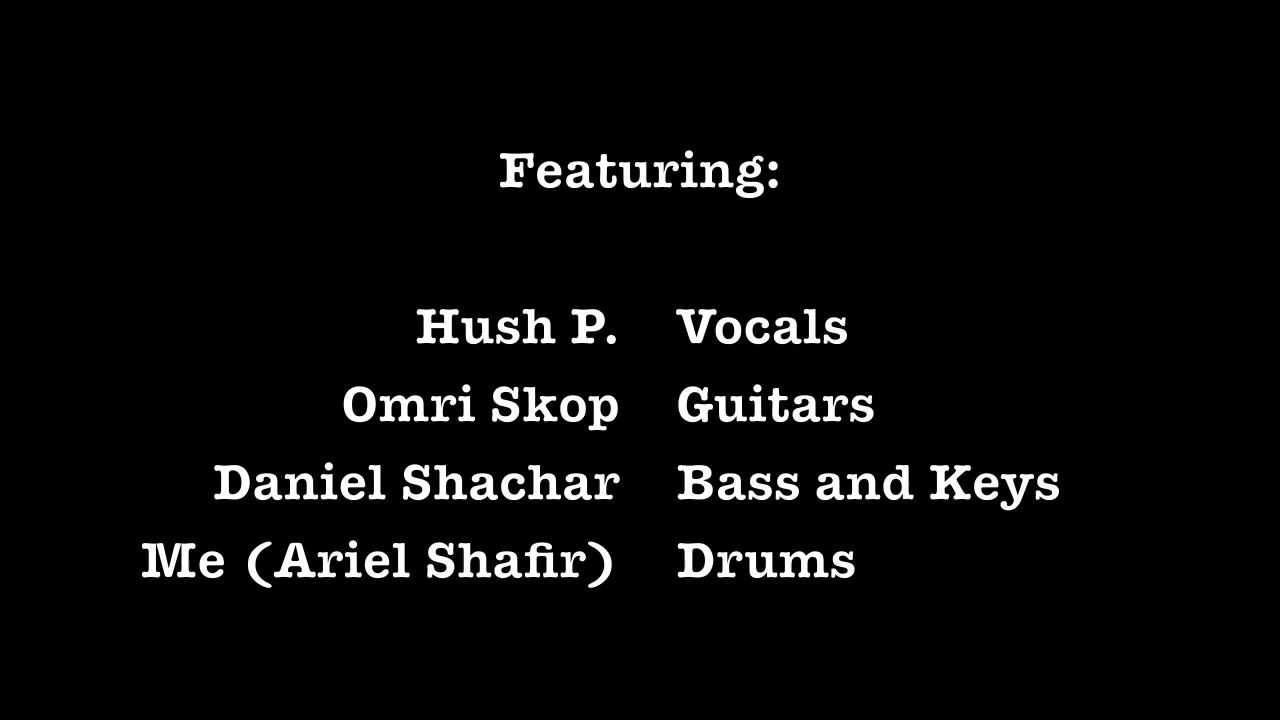 Featuring:
Hush P. Vocals
Omri Skop Guitars
Daniel Shachar Bass and Keys
Me (Ariel Shafir) Drums